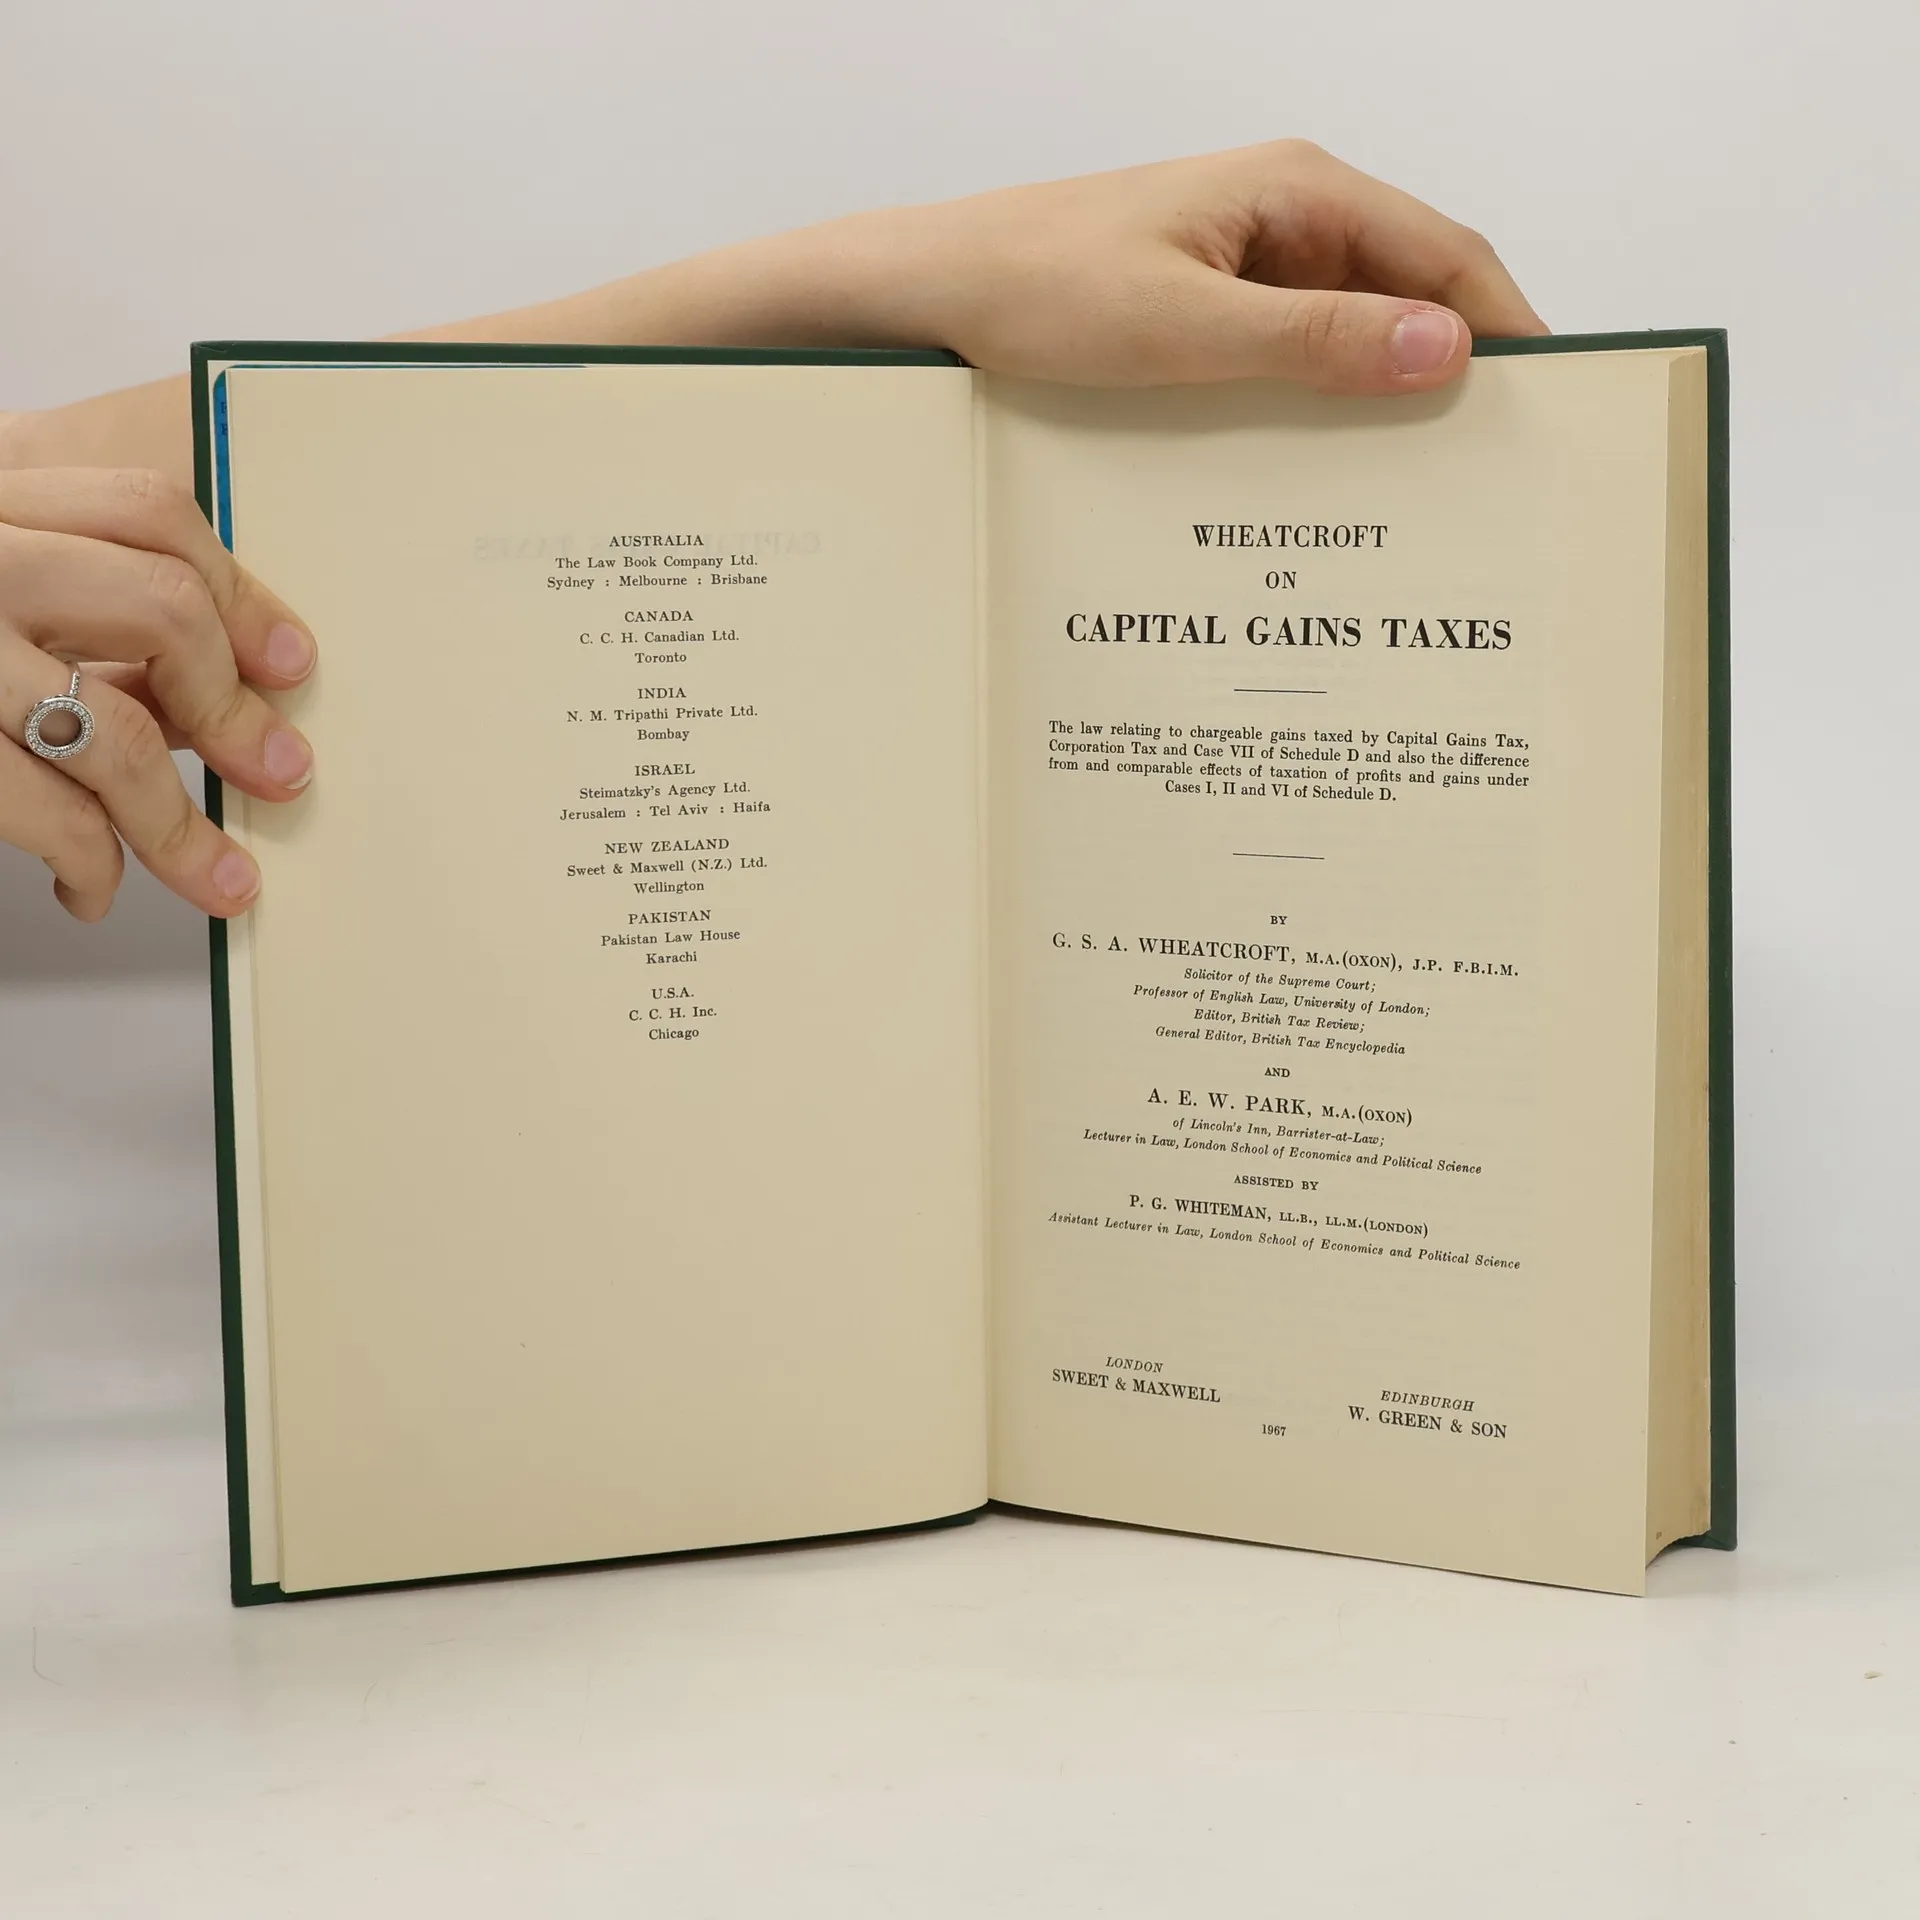 AUSTRALIA
The Law Book Company Ltd.
Sydney : Melbourne : Brisbane
CANADA
C. C. H. Canadian Ltd.
Toronto
INDIA
N. M. Tripathi Private Ltd.
Bombay
ISRAEL
Steimatzky's Agency Ltd.
Jerusalem : Tel Aviv : Haifa
NEW ZEALAND
Sweet & Maxwell (N.Z.) Ltd.
Wellington
PAKISTAN
Pakistan Law House
Karachi
U.S.A.
C. C. H. Inc.
Chicago
WHEATCROFT
ON
CAPITAL GAINS TAXES
The law relating to chargeable gains taxed by Capital Gains Tax,
Corporation Tax and Case VII of Schedule D and also the difference
from and comparable effects of taxation of profits and gains under
Cases I, II and VI of Schedule D.
BY
G. S. A. WHEATCROFT, M.A.(OXON), J.P. F.B.I.M.
Solicitor of the Supreme Court;
Professor of English Law, University of London;
Editor, British Tax Review;
General Editor, British Tax Encyclopedia
AND
A. E. W. PARK, M.A.(OXON)
of Lincoln's Inn, Barrister-at-Law;
Lecturer in Law, London School of Economics and Political Science
ASSISTED BY
P. G. WHITEMAN, LL.B., LL.M.(LONDON)
Assistant Lecturer in Law, London School of Economics and Political Science
LONDON
SWEET & MAXWELL
EDINBURGH
W. GREEN & SON
1967